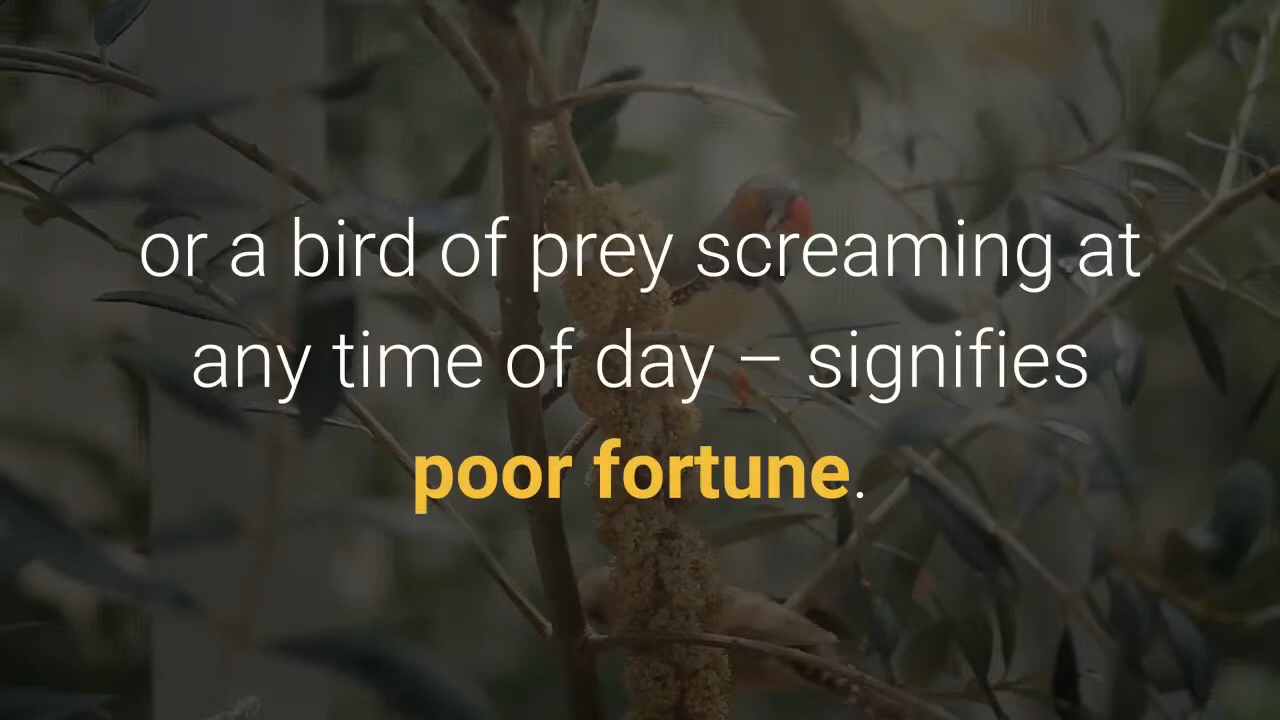 or a bird of prey screaming at
any time of day – signifies
poor fortune.